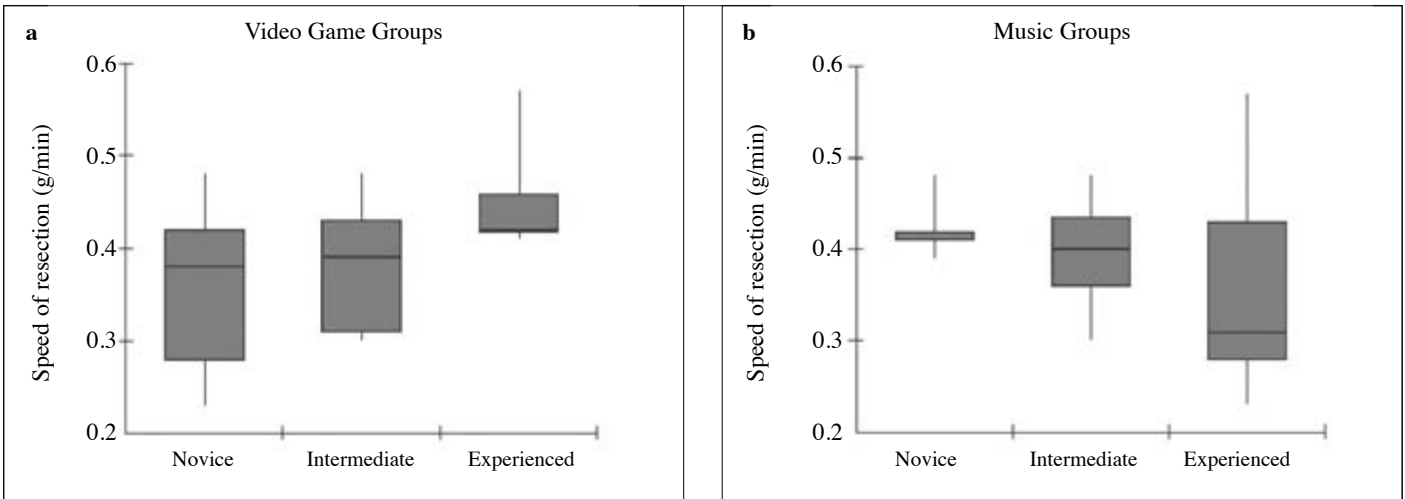 a
Video Game Groups
Speed of resection (g/min)
0.6
0.5
0.4
0.3
0.2
Novice
Intermediate
Experienced
b
Music Groups
Speed of resection (g/min)
0.6
0.5
0.4
0.3
0.2
Novice
Intermediate
Experienced